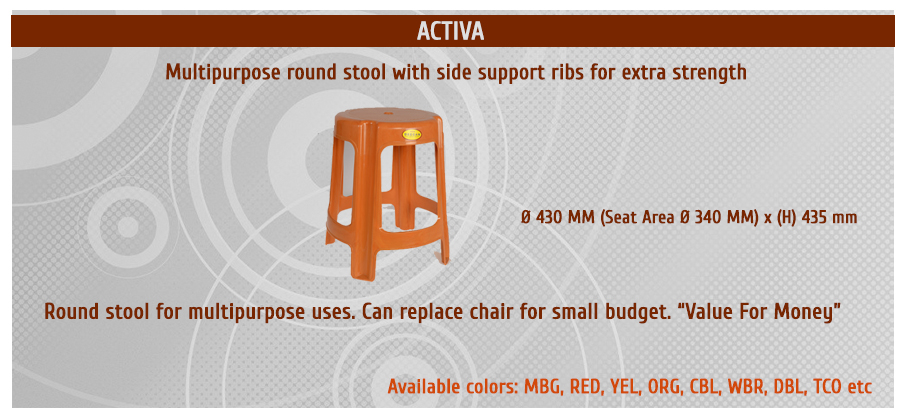 ACTIVA
Multipurpose round stool with side support ribs for extra strength
Ø 430 MM (Seat Area Ø 340 MM) x (H) 435 mm
Round stool for multipurpose uses. Can replace chair for small budget. “Value For Money”
Available colors: MBG, RED, YEL, ORG, CBL, WBR, DBL, TCO etc